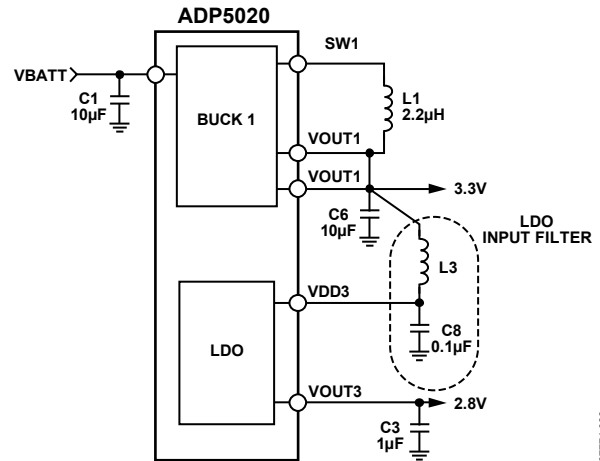 ADP5020
SW1
VBATT
C1
10µF
BUCK 1
L1
2.2µH
VOUT1
VOUT1
3.3V
C6
10µF
LDO
INPUT FILTER
L3
VDD3
LDO
C8
0.1µF
VOUT3
2.8V
C3
1µF